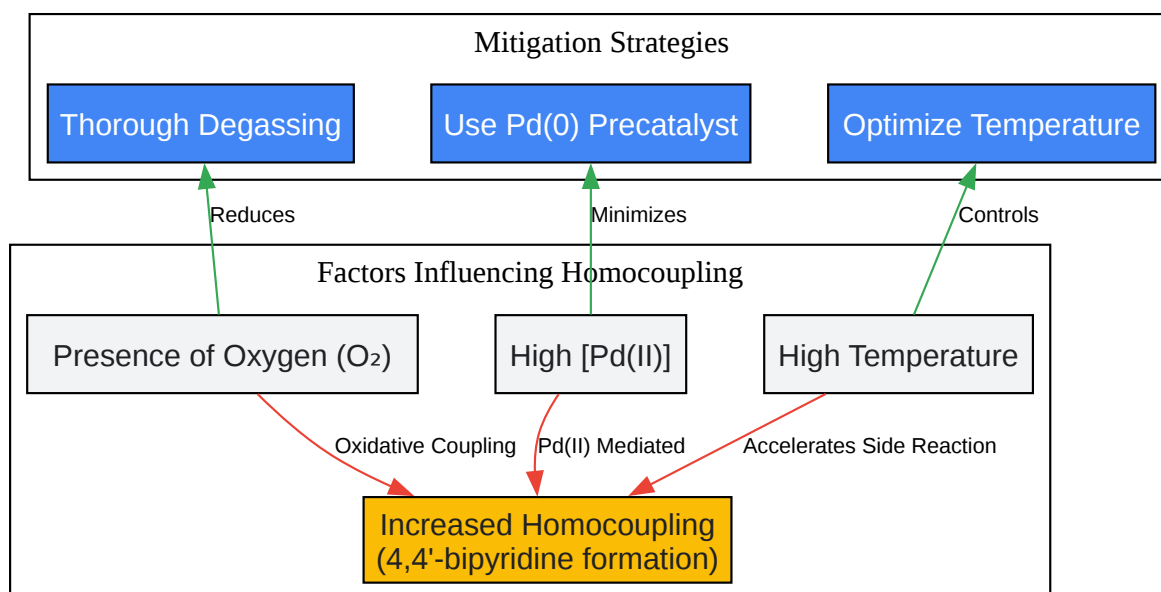 Mitigation Strategies
Thorough Degassing
Use Pd(0) Precatalyst
Optimize Temperature
Reduces
Minimizes
Controls
Factors Influencing Homocoupling
Presence of Oxygen (O₂)
High [Pd(II)]
High Temperature
Oxidative Coupling
Pd(II) Mediated
Accelerates Side Reaction
Increased Homocoupling
(4,4'-bipyridine formation)